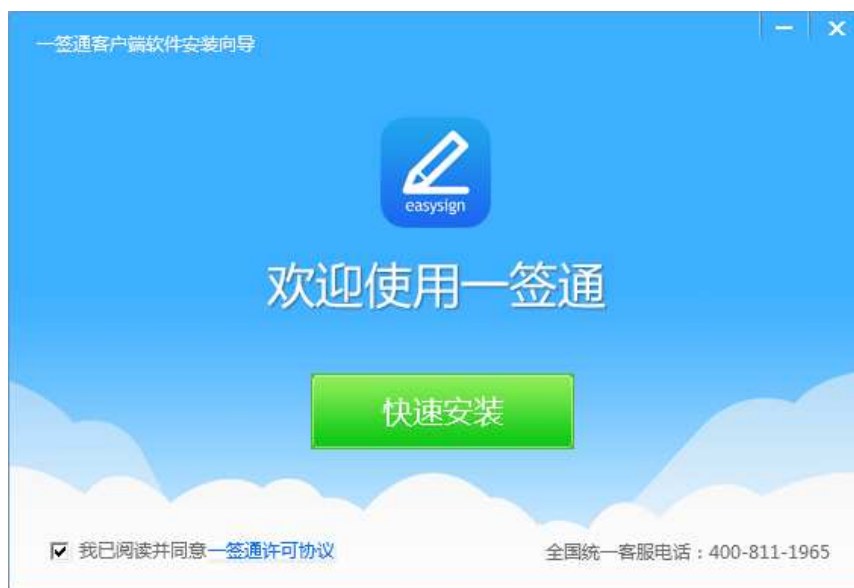 一签通客户端软件安装向导
easysign
欢迎使用一签通
快速安装
我已阅读并同意一签通许可协议
全国统一客服电话：400-811-1965